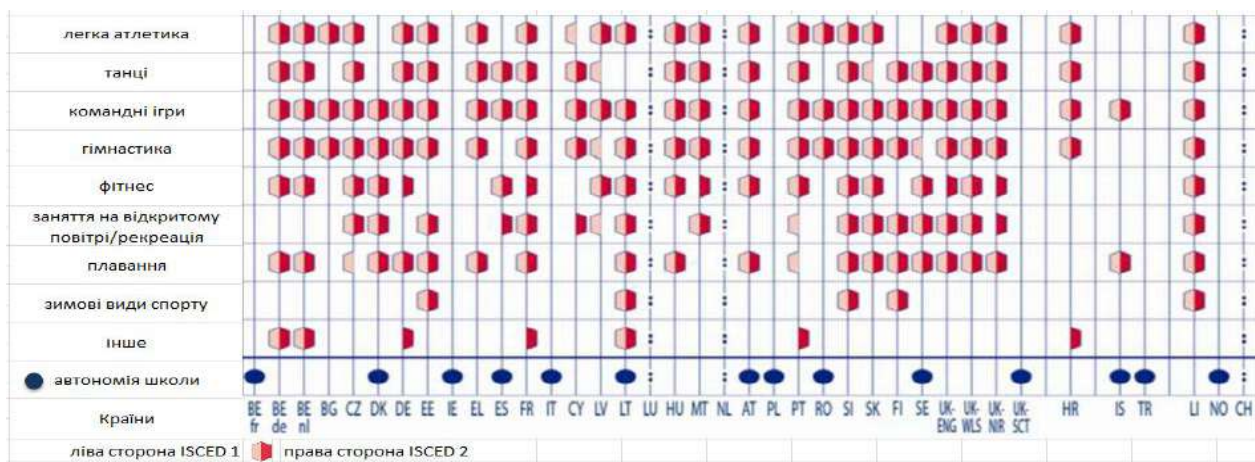 легка атлетика
танці
командні ігри
гімнастика
фітнес
заняття на відкритому
повітрі/рекреація
плавання
зимові види спорту
Інше
автономія школи
Країни
BE fr BE de BE nl BG CZ DK DE EE IE EL ES FR IT CY LV LT LU HU MT NL AT PL PT RO SI SK FI SE UK-ENG UK-WLS UK-NIR UK-SCT HR IS TR LI NO CH
ліва сторона ISCED 1 права сторона ISCED 2